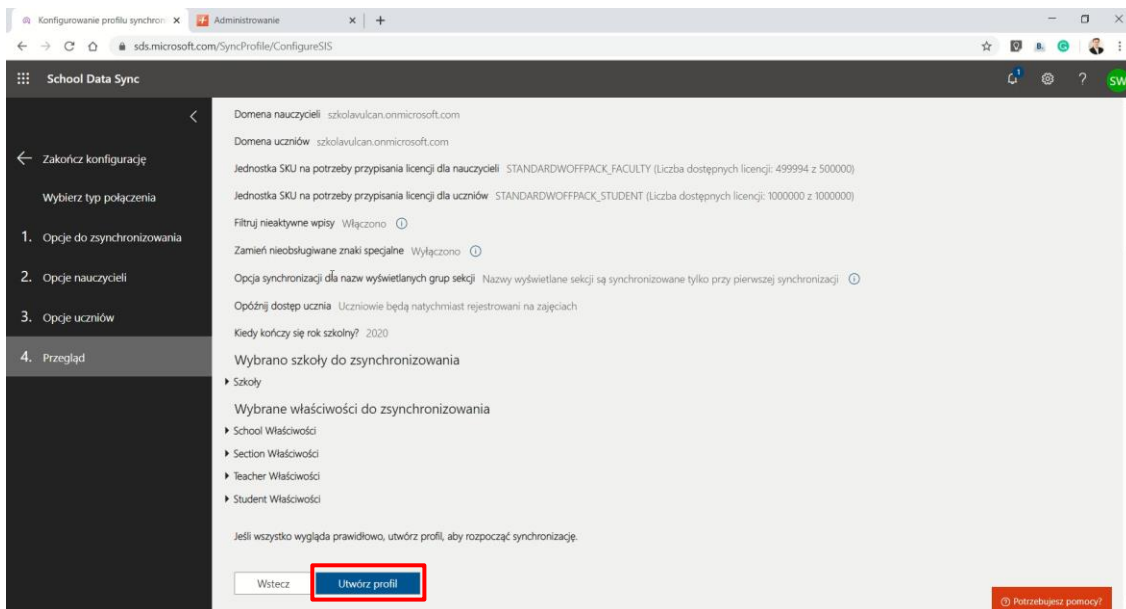 Konfigurowanie profilu synchron
Administrowanie
sds.microsoft.com/SyncProfile/ConfigureSIS
School Data Sync
1
?
SW
Zakończ konfigurację
Wybierz typ połączenia
1. Opcje do zsynchronizowania
2. Opcje nauczycieli
3. Opcje uczniów
4. Przegląd
Domena nauczycieli szkolavulcan.onmicrosoft.com
Domena uczniów szkolavulcan.onmicrosoft.com
Jednostka SKU na potrzeby przypisania licencji dla nauczycieli STANDARDWOFFPACK_FACULTY (Liczba dostępnych licencji: 499994 z 500000)
Jednostka SKU na potrzeby przypisania licencji dla uczniów STANDARDWOFFPACK_STUDENT (Liczba dostępnych licencji: 1000000 z 1000000)
Filtruj nieaktywne wpisy Włączono
Zamień nieobsługiwane znaki specjalne Wyłączono
Opcja synchronizacji dla nazw wyświetlanych grup sekcji Nazwy wyświetlane sekcji są synchronizowane tylko przy pierwszej synchronizacji
Opóźnij dostęp ucznia Uczniowie będą natychmiast rejestrowani na zajęciach
Kiedy kończy się rok szkolny? 2020
Wybrano szkoły do zsynchronizowania
Szkoły
Wybrane właściwości do zsynchronizowania
School Właściwości
Section Właściwości
Teacher Właściwości
Student Właściwości
Jeśli wszystko wygląda prawidłowo, utwórz profil, aby rozpocząć synchronizację.
Wstecz
Utwórz profil
Potrzebujesz pomocy?